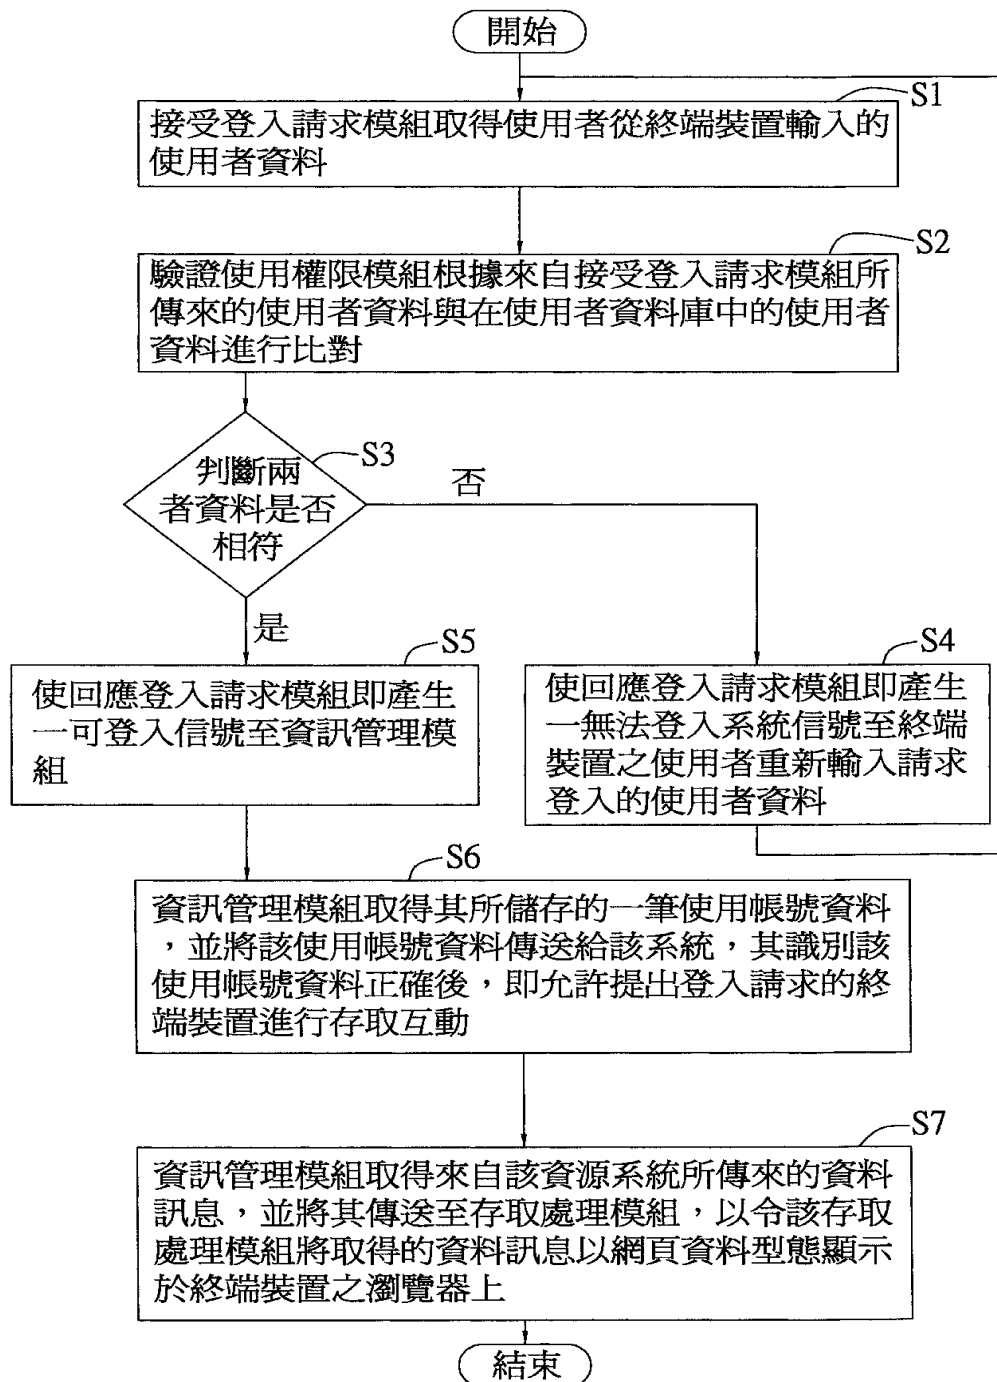 開始
S1
接受登入請求模組取得使用者從終端裝置輸入的
使用者資料
S2
驗證使用權限模組根據來自接受登入請求模組所
傳來的使用者資料與在使用者資料庫中的使用者
資料進行比對
S3
判斷兩
者資料是否
相符
否
是
S5
使回應登入請求模組即產生
一可登入信號至資訊管理模
組
S4
使回應登入請求模組即產生
一無法登入系統信號至終端
裝置之使用者重新輸入請求
登入的使用者資料
S6
資訊管理模組取得其所儲存的一筆使用帳號資料
，並將該使用帳號資料傳送給該系統，其識別該
使用帳號資料正確後，即允許提出登入請求的終
端裝置進行存取互動
S7
資訊管理模組取得來自該資源系統所傳來的資料
訊息，並將其傳送至存取處理模組，以令該存取
處理模組將取得的資料訊息以網頁資料型態顯示
於終端裝置之瀏覽器上
結束